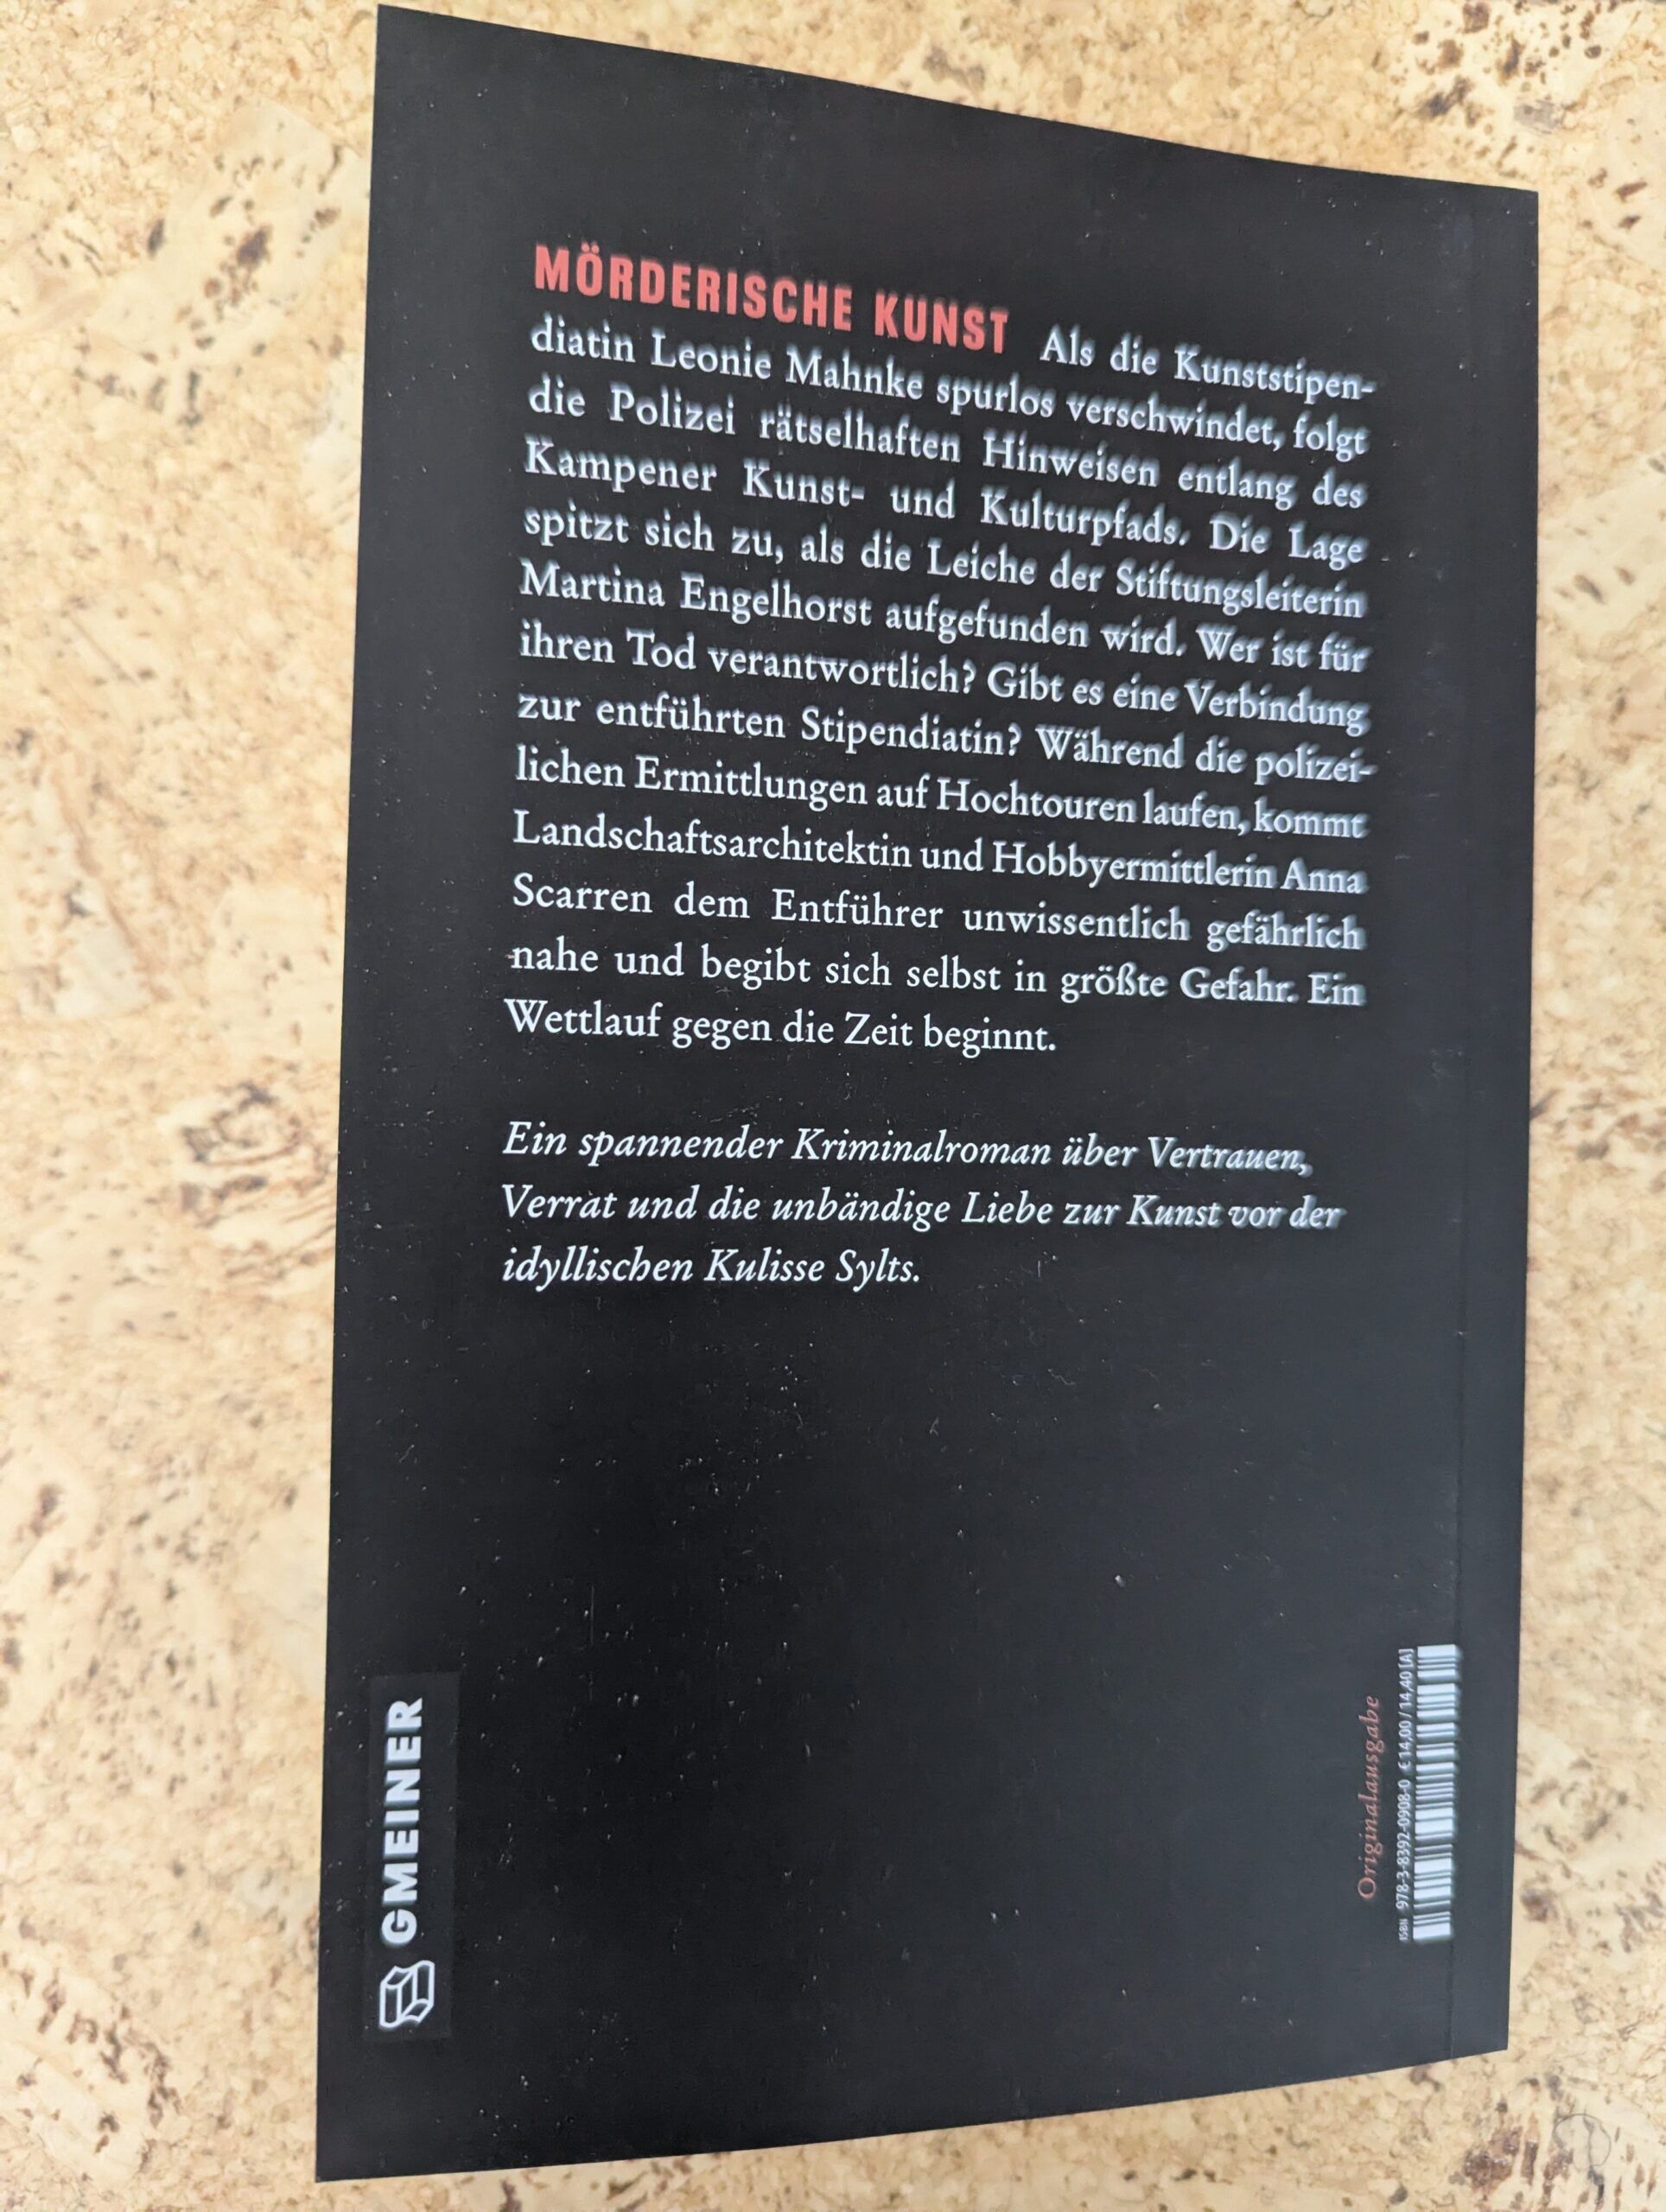 MÖRDERISCHE KUNST Als die Kunststipen-
diatin Leonie Mahnke spurlos verschwindet, folgt
die Polizei rätselhaften Hinweisen entlang des
Kampener Kunst- und Kulturpfads. Die Lage
spitzt sich zu, als die Leiche der Stiftungsleiterin
Martina Engelhorst aufgefunden wird. Wer ist für
ihren Tod verantwortlich? Gibt es eine Verbindung
zur entführten Stipendiatin? Während die polizei-
lichen Ermittlungen auf Hochtouren laufen, kommt
Landschaftsarchitektin und Hobbyermittlerin Anna
Scarren dem Entführer unwissentlich gefährlich
nahe und begibt sich selbst in größte Gefahr. Ein
Wettlauf gegen die Zeit beginnt.
Ein spannender Kriminalroman über Vertrauen,
Verrat und die unbändige Liebe zur Kunst vor der
idyllischen Kulisse Sylts.
GMEINER
Originalausgabe
ISBN 978-3-8392-0908-0 € 14,00 / 14,40 [A]